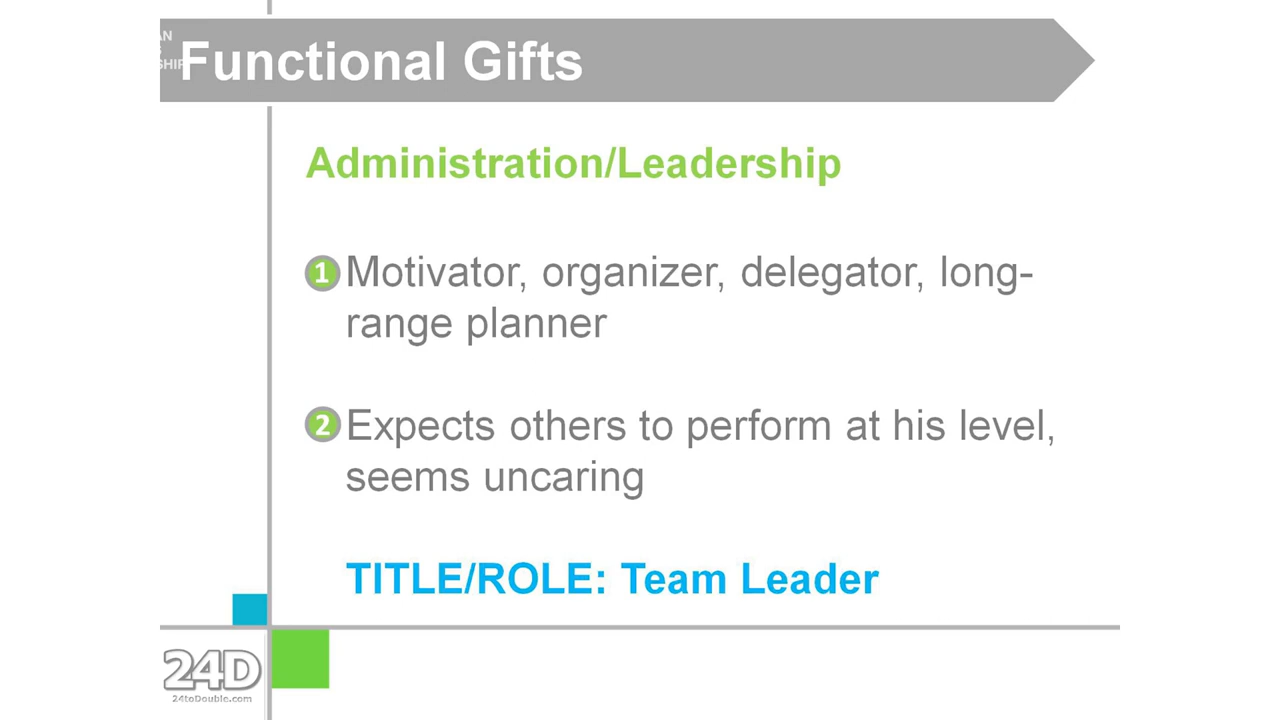 Functional Gifts
Administration/Leadership
1 Motivator, organizer, delegator, long-
range planner
2 Expects others to perform at his level,
seems uncaring
TITLE/ROLE: Team Leader
24D
24toDouble.com